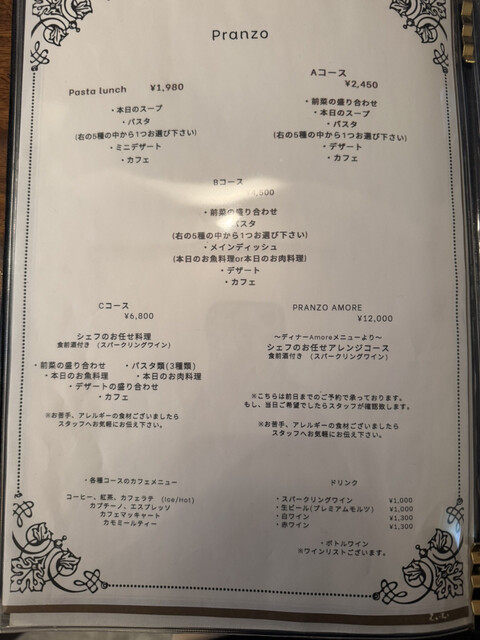 Pranzo
Pasta lunch ¥1,980
・本日のスープ
・パスタ
(右の5種の中から1つお選び下さい)
・ミニデザート
・カフェ
Aコース
¥2,450
・前菜の盛り合わせ
・本日のスープ
・パスタ
(右の5種の中から1つお選び下さい)
・デザート
・カフェ
Bコース
,500
・前菜の盛り合わせ
パスタ
(右の5種の中から1つお選び下さい)
・メインディッシュ
(本日のお魚料理or本日のお肉料理)
・デザート
・カフェ
Cコース
¥6,800
シェフのお任せ料理
食前酒付き (スパークリングワイン)
・前菜の盛り合わせ ・パスタ類(3種類)
・本日のお魚料理 ・本日のお肉料理
・デザートの盛り合わせ
・カフェ
※お苦手、アレルギーの食材ございましたら
スタッフへお気軽にお伝え下さい。
PRANZO AMORE
¥12,000
〜ディナーAmoreメニューより〜
シェフのお任せアレンジコース
食前酒付き (スパークリングワイン)
※こちらは前日までのご予約で承っております。
もし、当日ご希望でしたらスタッフが確認致します。
※お苦手、アレルギーの食材ございましたら
スタッフへお気軽にお伝え下さい。
・各種コースのカフェメニュー
コーヒー、紅茶、カフェラテ (Ice/Hot)
カプチーノ、エスプレッソ
カフェマッキャート
カモミールティー
ドリンク
・スパークリングワイン ¥1,000
・生ビール(プレミアムモルツ) ¥1,000
・白ワイン ¥1,300
・赤ワイン ¥1,300
・ボトルワイン
※ワインリストございます。